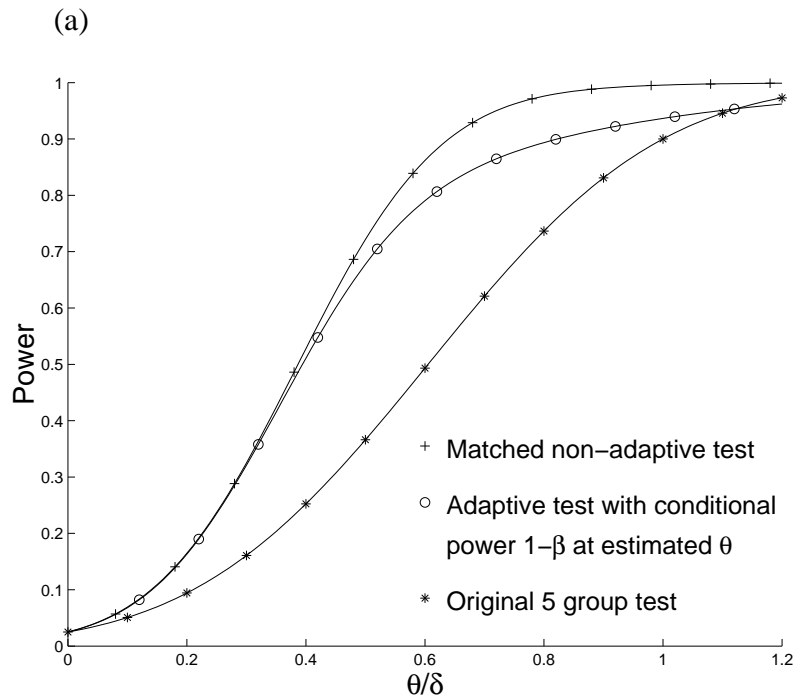 (a)
1
0.9
0.8
0.7
0.6
0.5
0.4
0.3
0.2
0.1
0
Power
+ Matched non−adaptive test
○ Adaptive test with conditional
power 1−β at estimated θ
* Original 5 group test
0 0.2 0.4 0.6 0.8 1 1.2
θ/δ